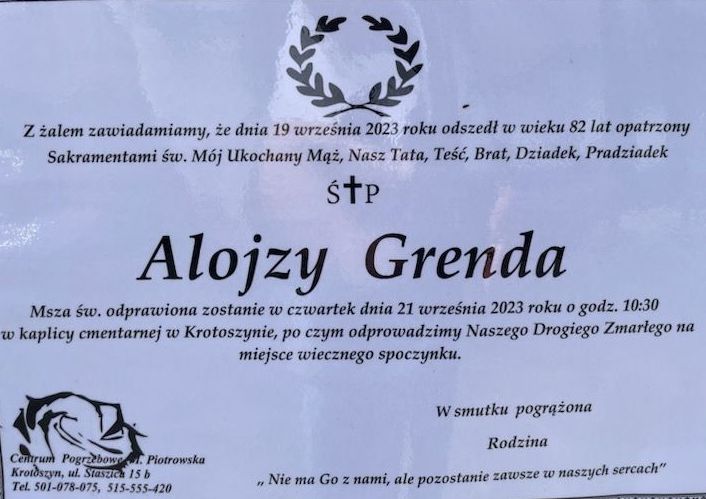 Z żalem zawiadamiamy, że dnia 19 września 2023 roku odszedł w wieku 82 lat opatrzony
Sakramentami św. Mój Ukochany Mąż, Nasz Tata, Teść, Brat, Dziadek, Pradziadek
Ś✝P
Alojzy Grenda
Msza św. odprawiona zostanie w czwartek dnia 21 września 2023 roku o godz. 10:30
w kaplicy cmentarnej w Krotoszynie, po czym odprowadzimy Naszego Drogiego Zmarłego na
miejsce wiecznego spoczynku.
W smutku pogrążona
Rodzina
„ Nie ma Go z nami, ale pozostanie zawsze w naszych sercach”
Centrum Pogrzebowe Piotrowska
Krotoszyn, ul. Staszica 15 b
Tel. 501-078-075, 515-555-420